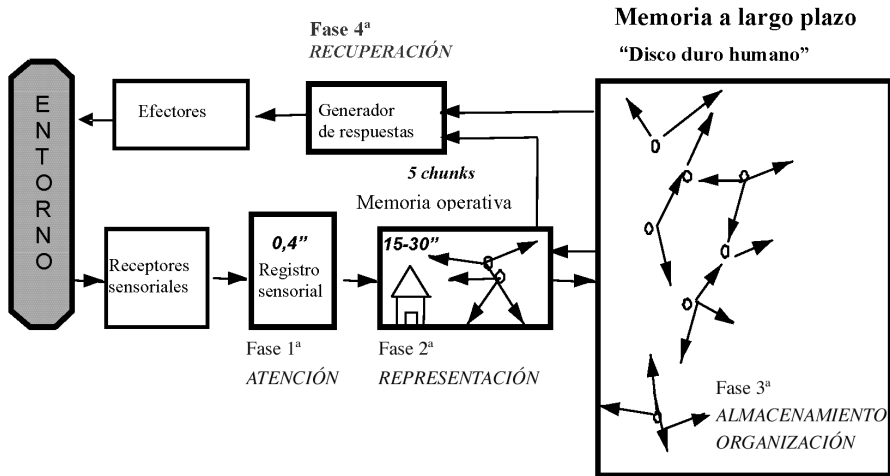 Memoria a largo plazo
“Disco duro humano”
Fase 4ª
RECUPERACIÓN
ENTORNO
Efectores
Generador
de respuestas
5 chunks
Memoria operativa
Receptores
sensoriales
0,4”
Registro
sensorial
15-30”
Fase 1ª
ATENCIÓN
Fase 2ª
REPRESENTACIÓN
Fase 3ª
ALMACENAMIENTO
ORGANIZACIÓN